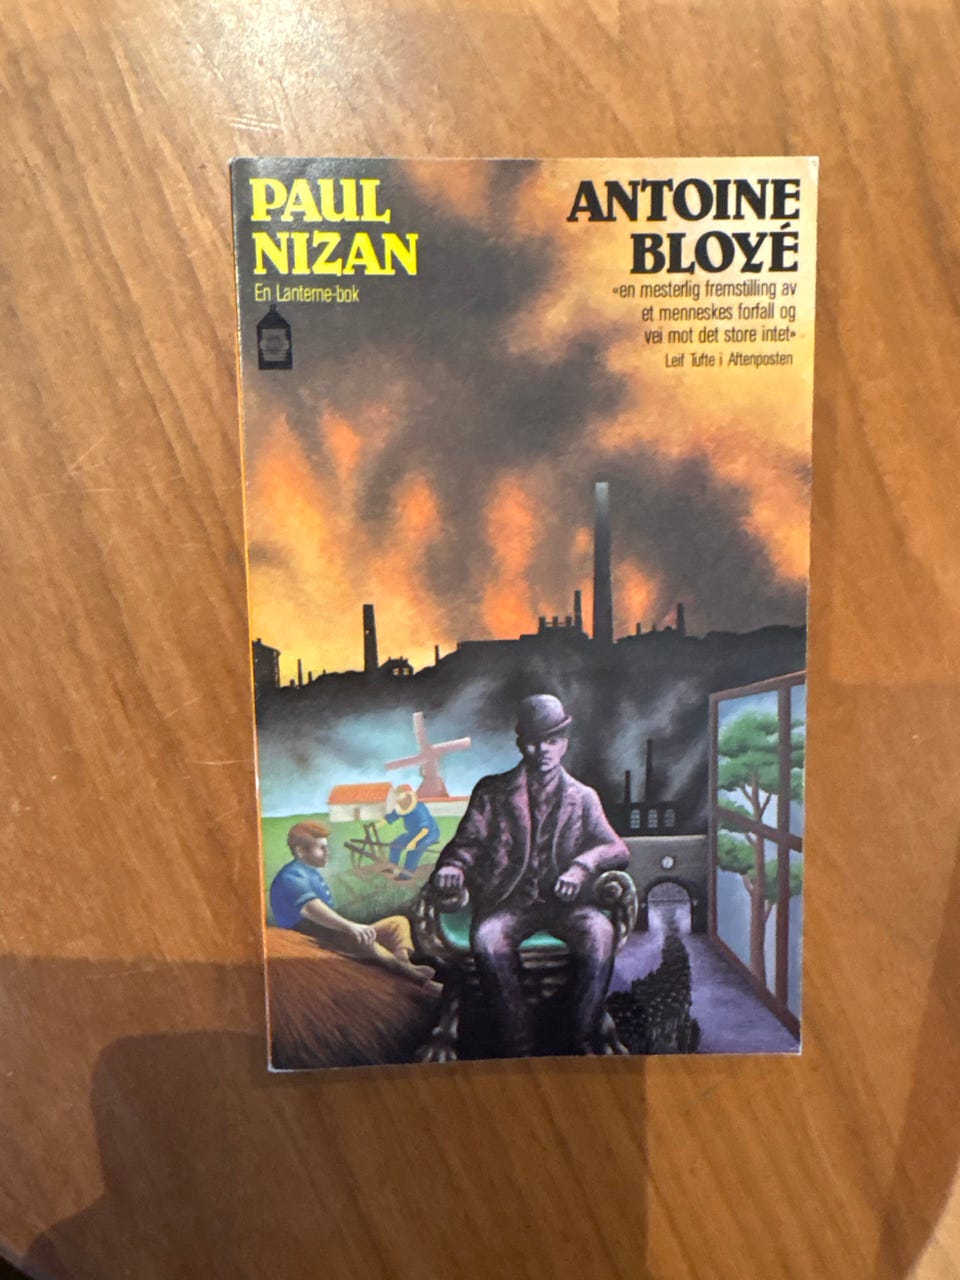 PAUL
NIZAN
En Lanterne-bok
ANTOINE
BLOYÉ
«en mesterlig fremstilling av
et menneskes forfall og
vei mot det store intet»
Leif Tufte i Aftenposten